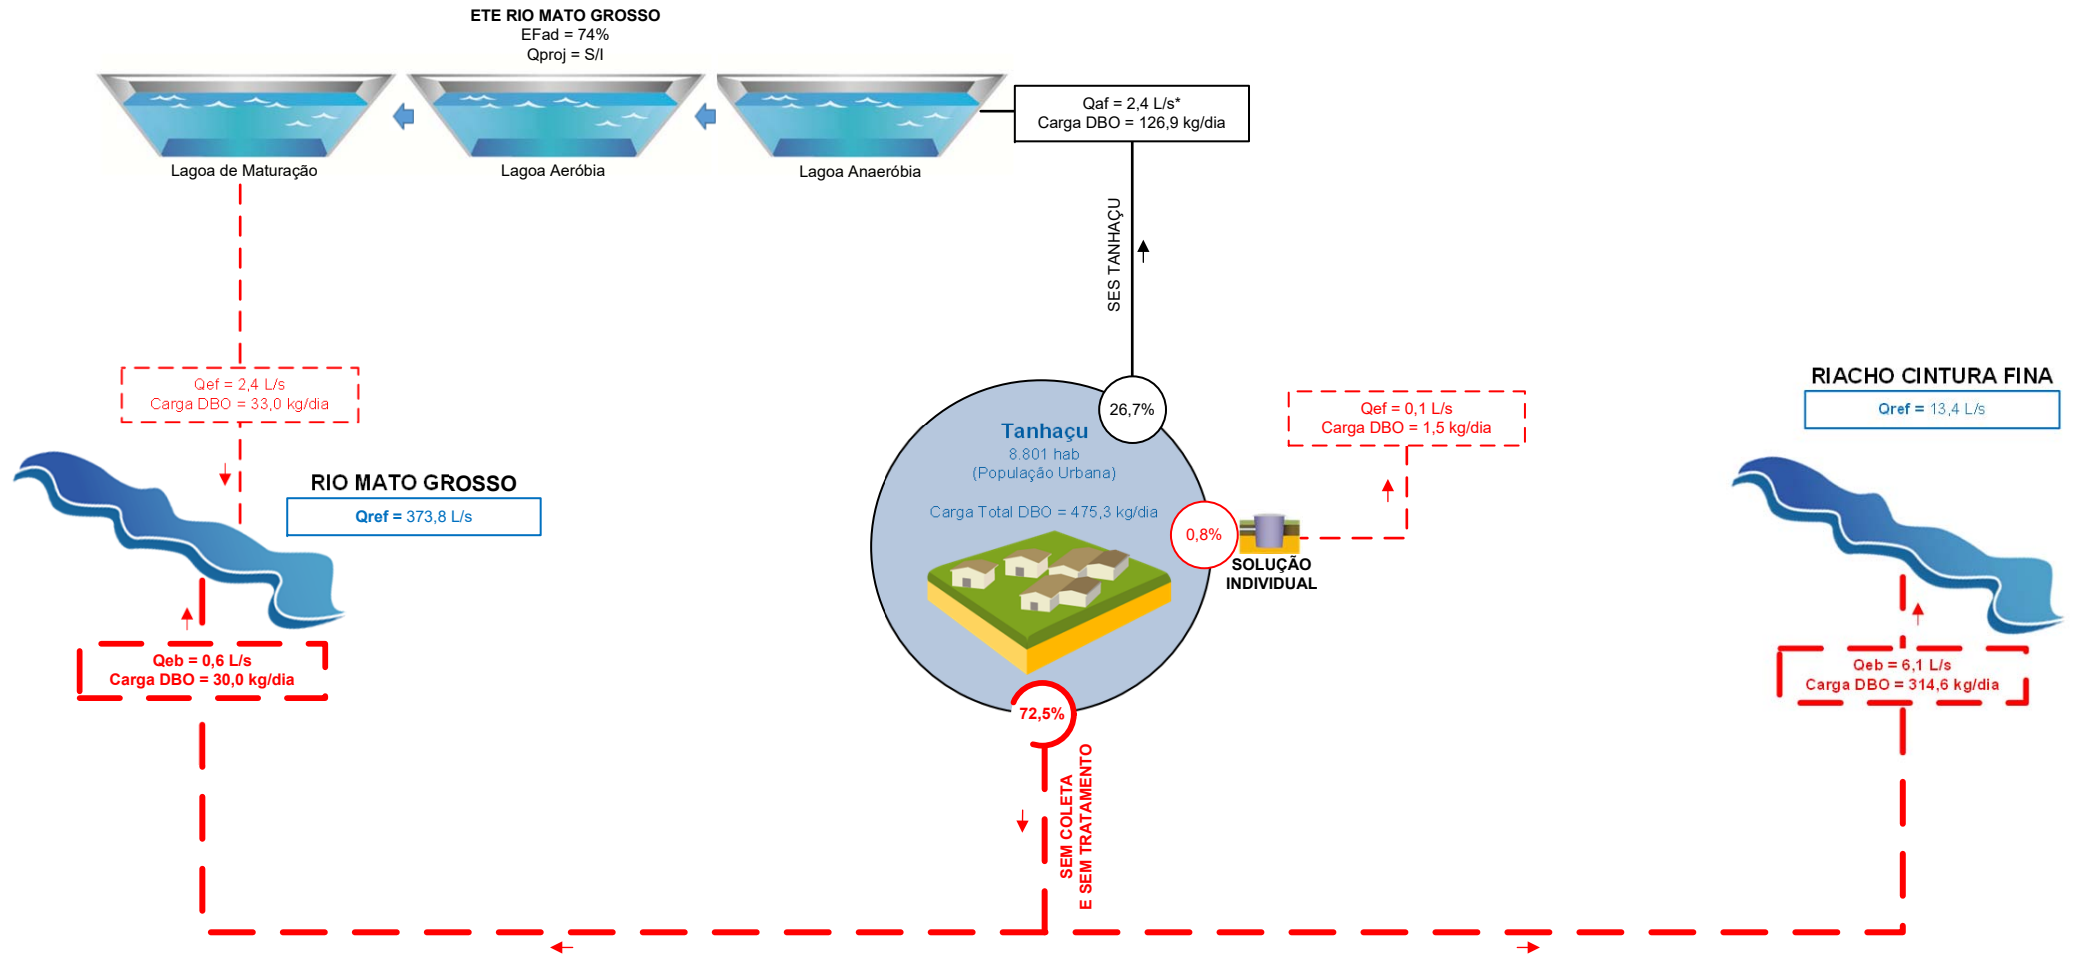 ETE RIO MATO GROSSO
EFad = 74%
Qproj = S/I
Lagoa de Maturação
Lagoa Aeróbia
Lagoa Anaeróbia
Qaf = 2,4 L/s*
Carga DBO = 126,9 kg/dia
SES TANHAÇU
Qef = 2,4 L/s
Carga DBO = 33,0 kg/dia
RIO MATO GROSSO
Qref = 373,8 L/s
Qeb = 0,6 L/s
Carga DBO = 30,0 kg/dia
26,7%
Tanhaçu
8.801 hab
(População Urbana)
Carga Total DBO = 475,3 kg/dia
0,8%
SOLUÇÃO
INDIVIDUAL
Qef = 0,1 L/s
Carga DBO = 1,5 kg/dia
72,5%
SEM COLETA
E SEM TRATAMENTO
RIACHO CINTURA FINA
Qref = 13,4 L/s
Qeb = 6,1 L/s
Carga DBO = 314,6 kg/dia